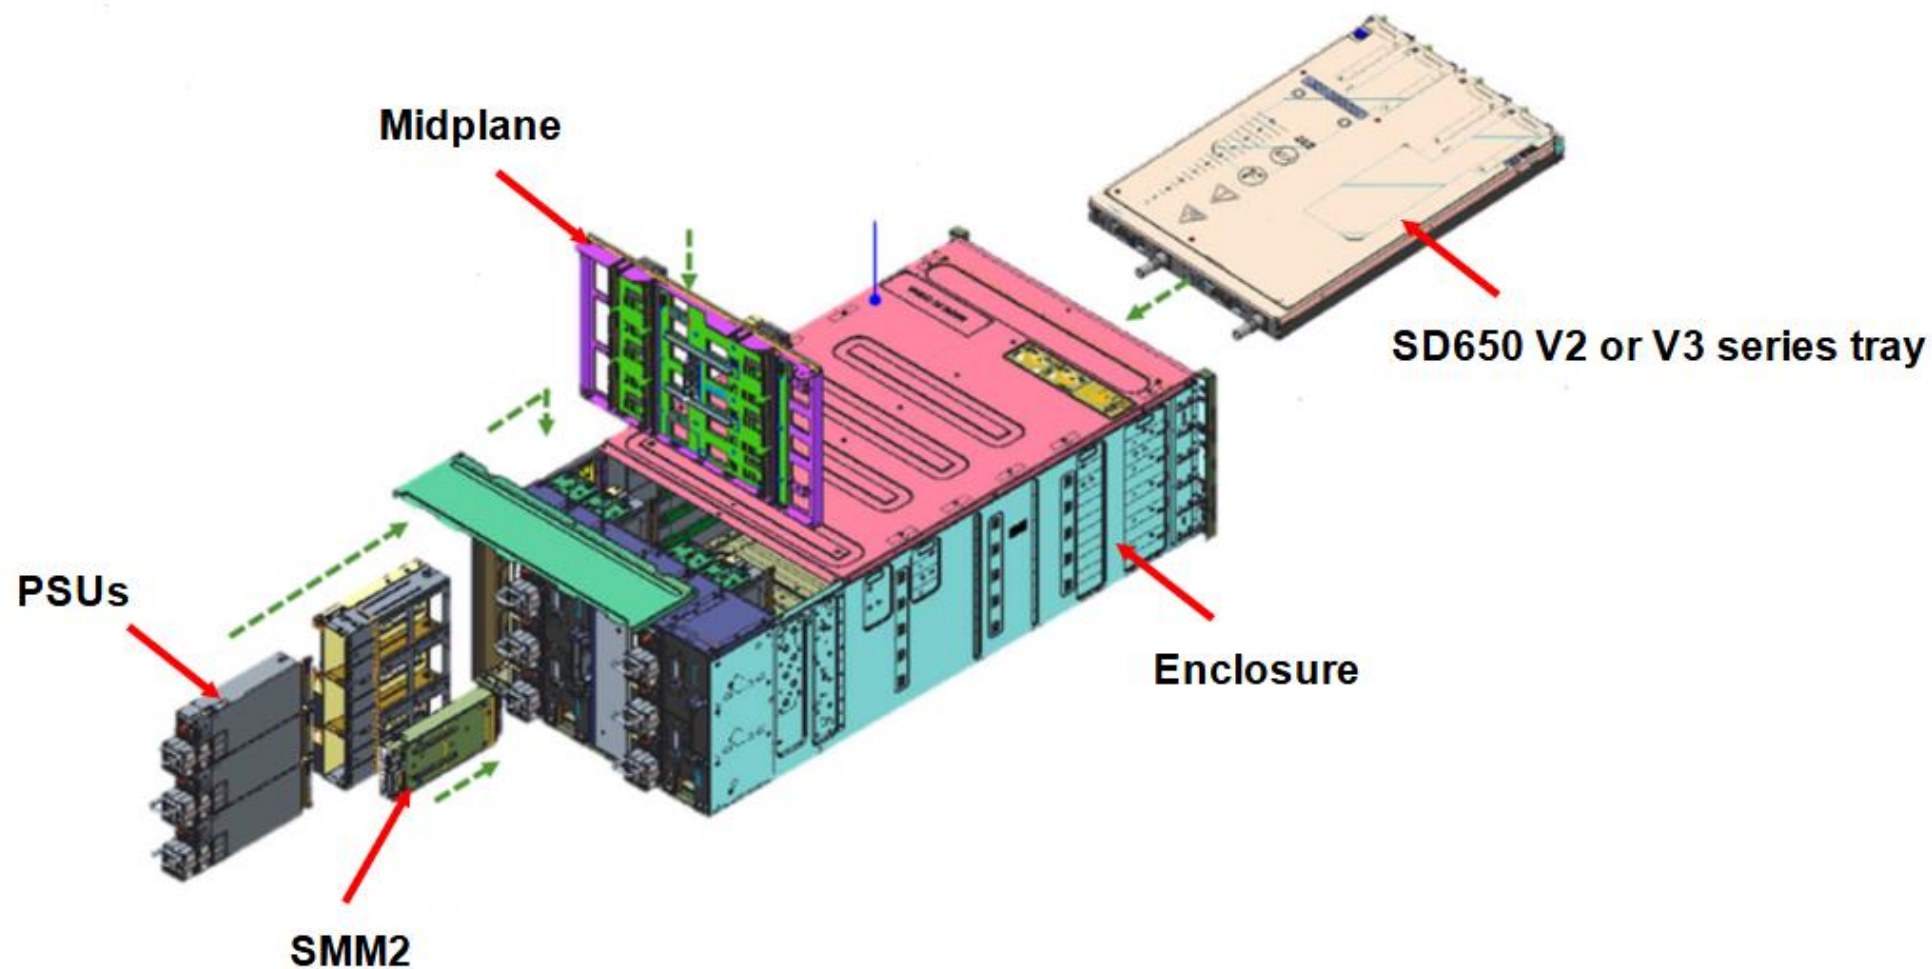 Midplane
SD650 V2 or V3 series tray
PSUs
Enclosure
SMM2